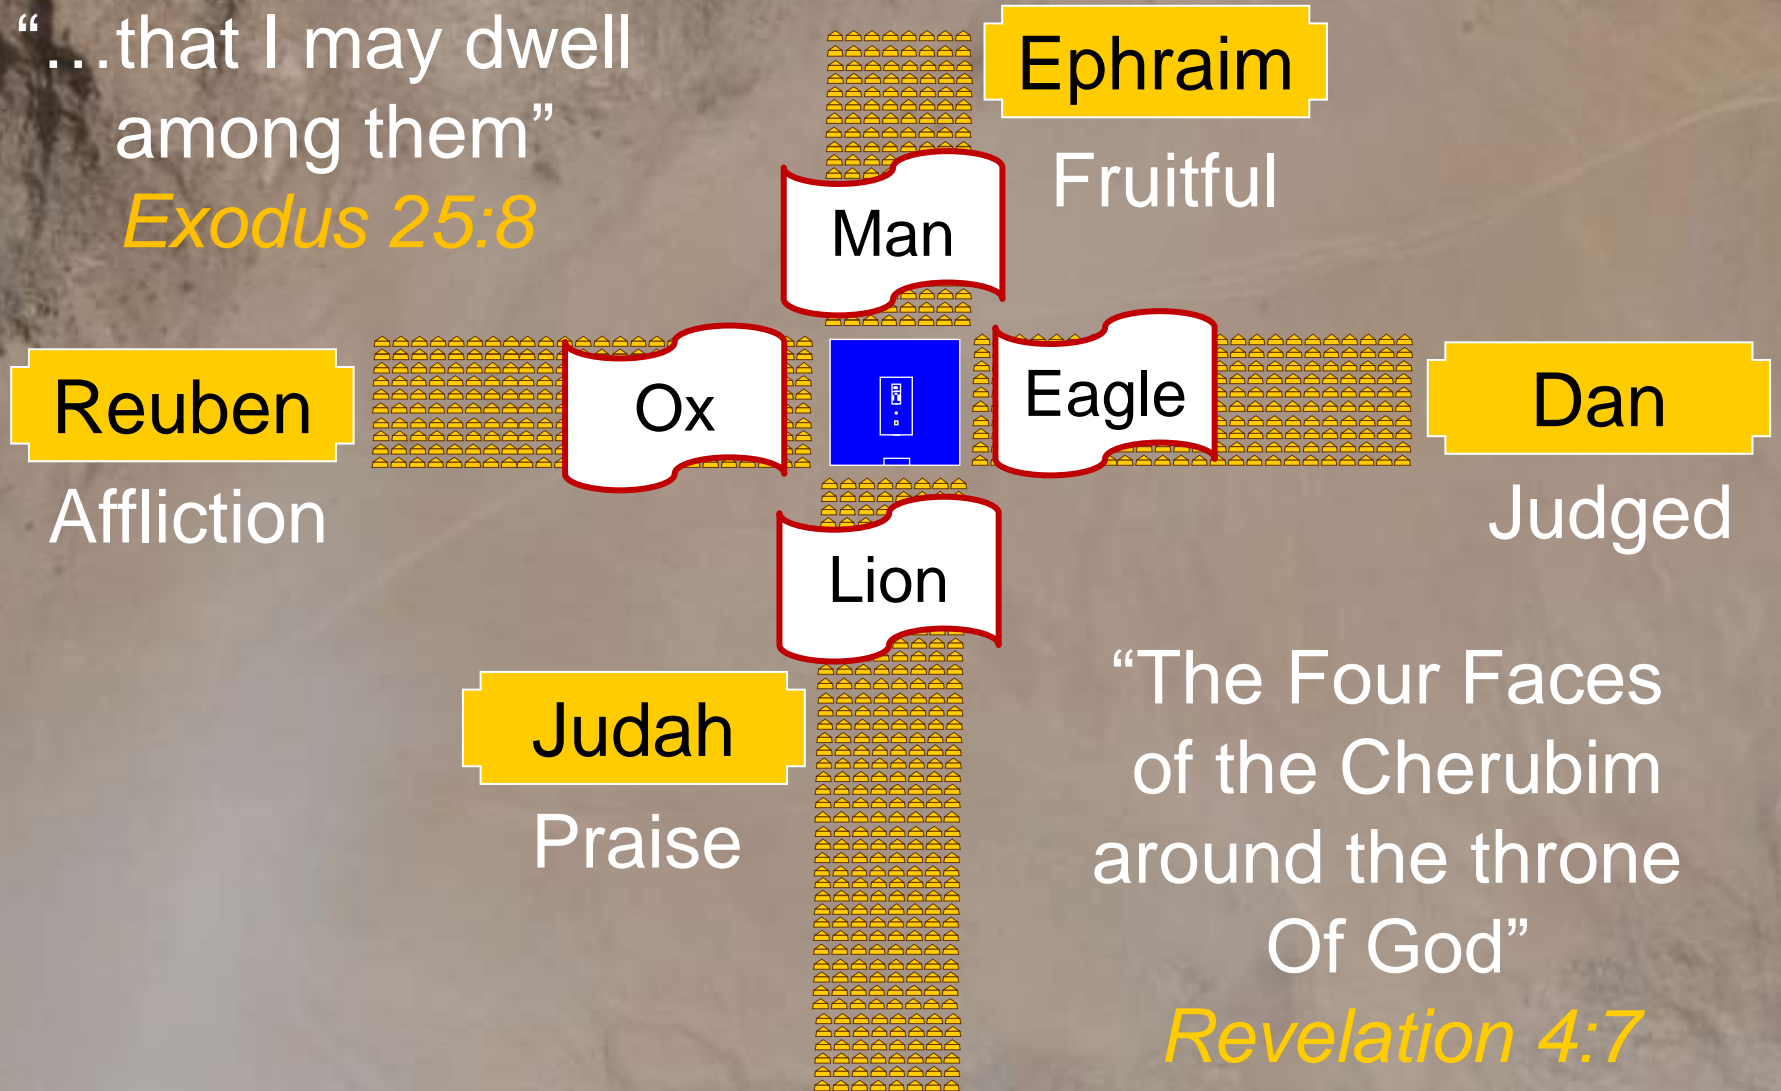 “…that I may dwell
among them”
Exodus 25:8
Ephraim
Fruitful
Man
Reuben
Affliction
Ox
Eagle
Dan
Judged
Lion
Judah
Praise
“The Four Faces
of the Cherubim
around the throne
Of God”
Revelation 4:7